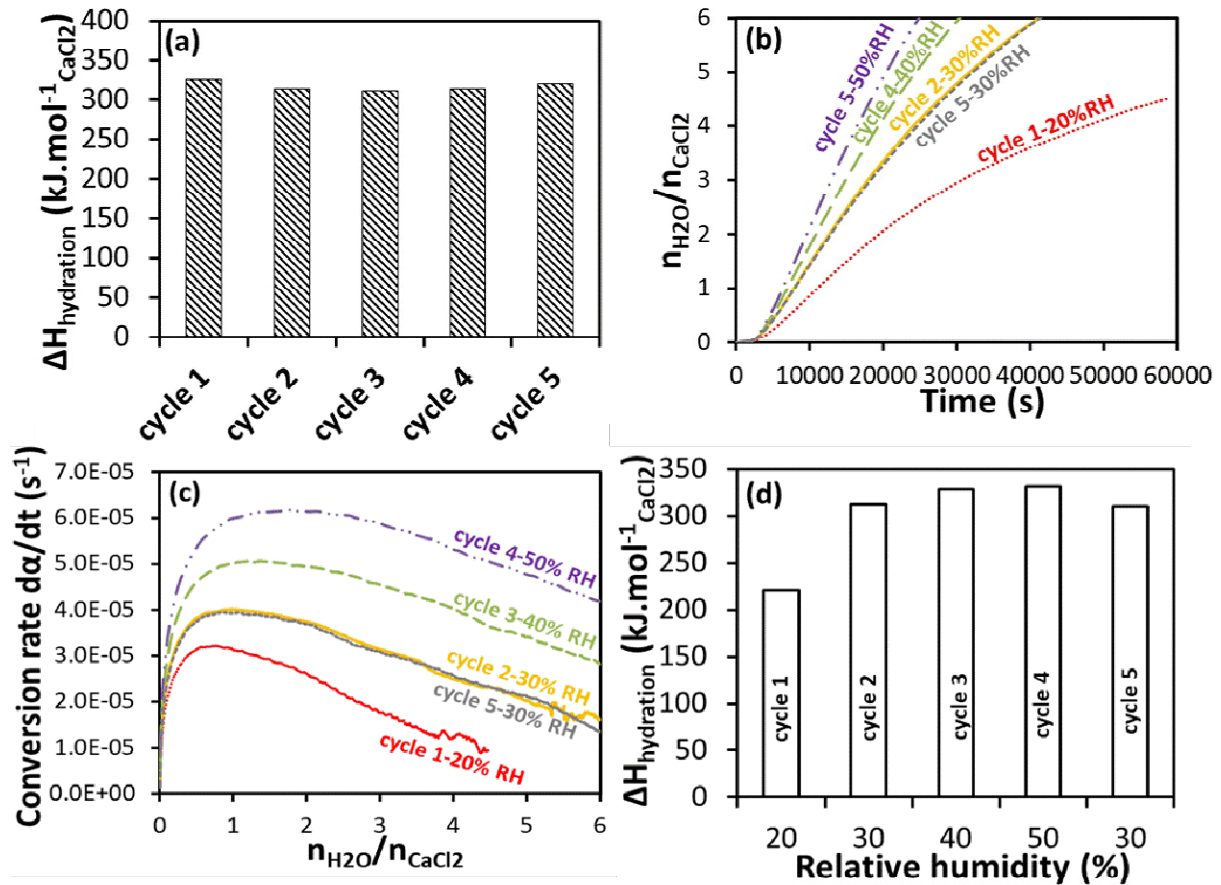 (a)
ΔHhydration (kJ.mol-1CaCl2)
400
350
300
250
200
150
100
50
0
cycle 1
cycle 2
cycle 3
cycle 4
cycle 5
(b)
nH2O/nCaCl2
6
5
4
3
2
1
0
cycle 5-50%RH
cycle 4-40%RH
cycle 2-30%RH
cycle 5-30%RH
cycle 1-20%RH
0 10000 20000 30000 40000 50000 60000
Time (s)
(c)
Conversion rate dα/dt (s-1)
7.0E-05
6.0E-05
5.0E-05
4.0E-05
3.0E-05
2.0E-05
1.0E-05
0.0E+00
cycle 4-50% RH
cycle 3-40% RH
cycle 2-30% RH
cycle 5-30% RH
cycle 1-20% RH
0 1 2 3 4 5 6
nH2O/nCaCl2
(d)
ΔHhydration (kJ.mol-1CaCl2)
350
300
250
200
150
100
50
0
cycle 1
cycle 2
cycle 3
cycle 4
cycle 5
20 30 40 50 30
Relative humidity (%)